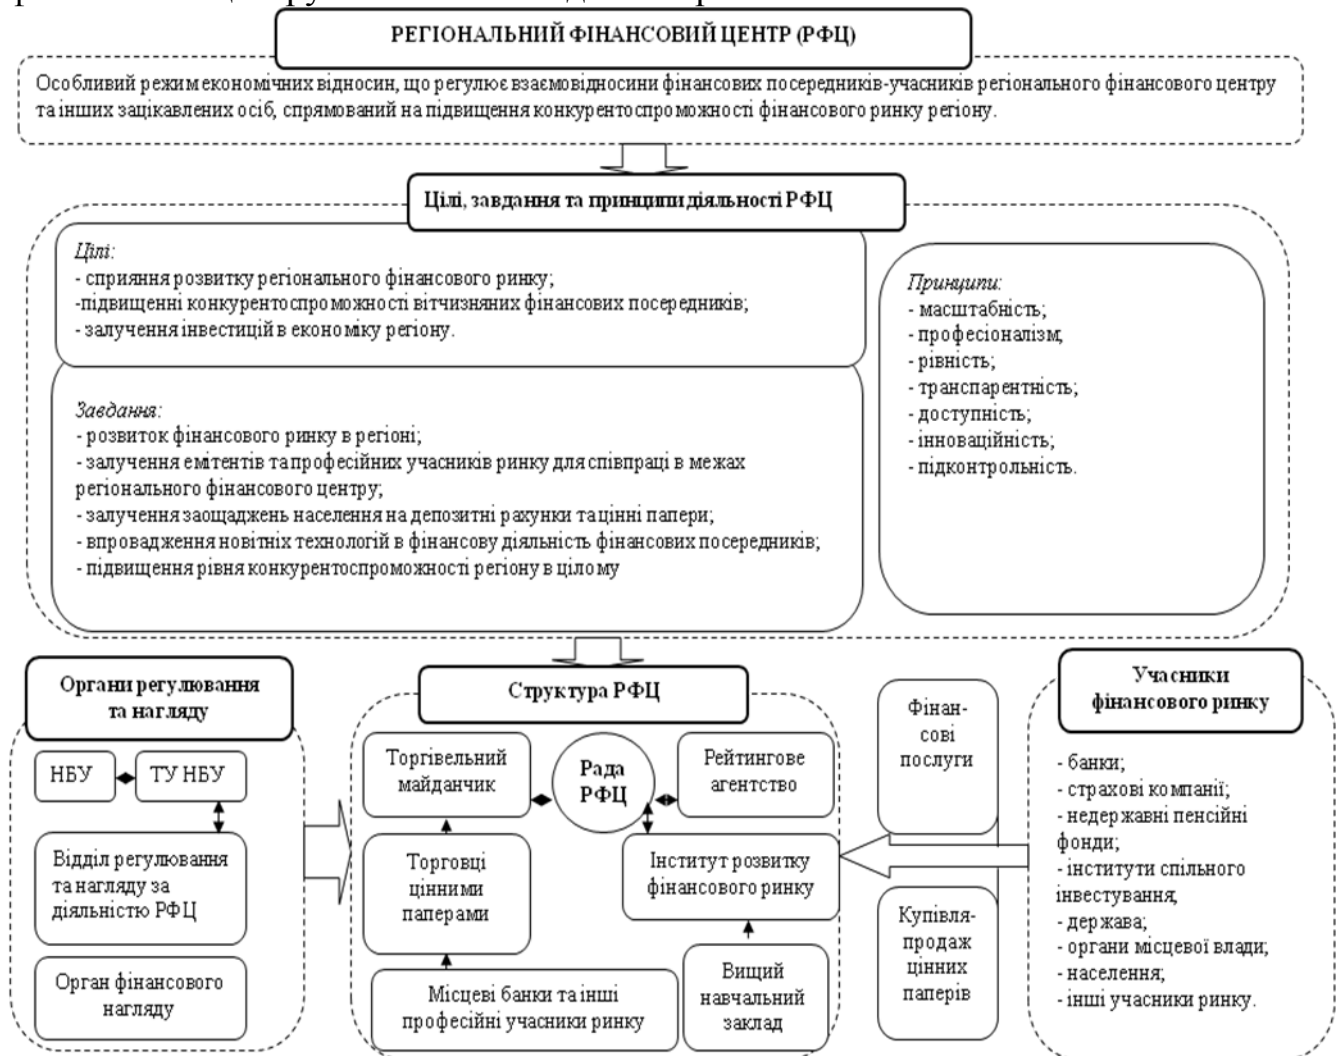 РЕГІОНАЛЬНИЙ ФІНАНСОВИЙ ЦЕНТР (РФЦ)
Особливий режим економічних відносин, що регулює взаємовідносини фінансових посередників-учасників регіонального фінансового центру
та інших зацікавлених осіб, спрямований на підвищення конкурентоспроможності фінансового ринку регіону.
Цілі, завдання та принципи діяльності РФЦ
Цілі:
- сприяння розвитку регіонального фінансового ринку;
-підвищенні конкурентоспроможності вітчизняних фінансових посередників;
- залучення інвестицій в економіку регіону.
Завдання:
- розвиток фінансового ринку в регіоні;
- залучення емітентів та професійних учасників ринку для співпраці в межах
регіонального фінансового центру;
- залучення заощаджень населення на депозитні рахунки та цінні папери;
- впровадження новітніх технологій в фінансову діяльність фінансових посередників;
- підвищення рівня конкурентоспроможності регіону в цілому
Принципи:
- масштабність;
- професіоналізм;
- рівність;
- транспарентність;
- доступність;
- інноваційність;
- підконтрольність.
Органи регулювання
та нагляду
НБУ
ТУ НБУ
Відділ регулювання
та нагляду за
діяльністю РФЦ
Орган фінансового
нагляду
Структура РФЦ
Торгівельний
майданчик
Рада
РФЦ
Рейтингове
агентство
Торговці
цінними
паперами
Інститут розвитку
фінансового ринку
Місцеві банки та інші
професійні учасники ринку
Вищий
навчальний
заклад
Фінан-
сові
послуги
Купівля-
продаж
цінних
паперів
Учасники
фінансового ринку
- банки;
- страхові компанії;
- недержавні пенсійні
фонди;
- інститути спільного
інвестування;
- держава;
- органи місцевої влади;
- населення;
- інші учасники ринку.